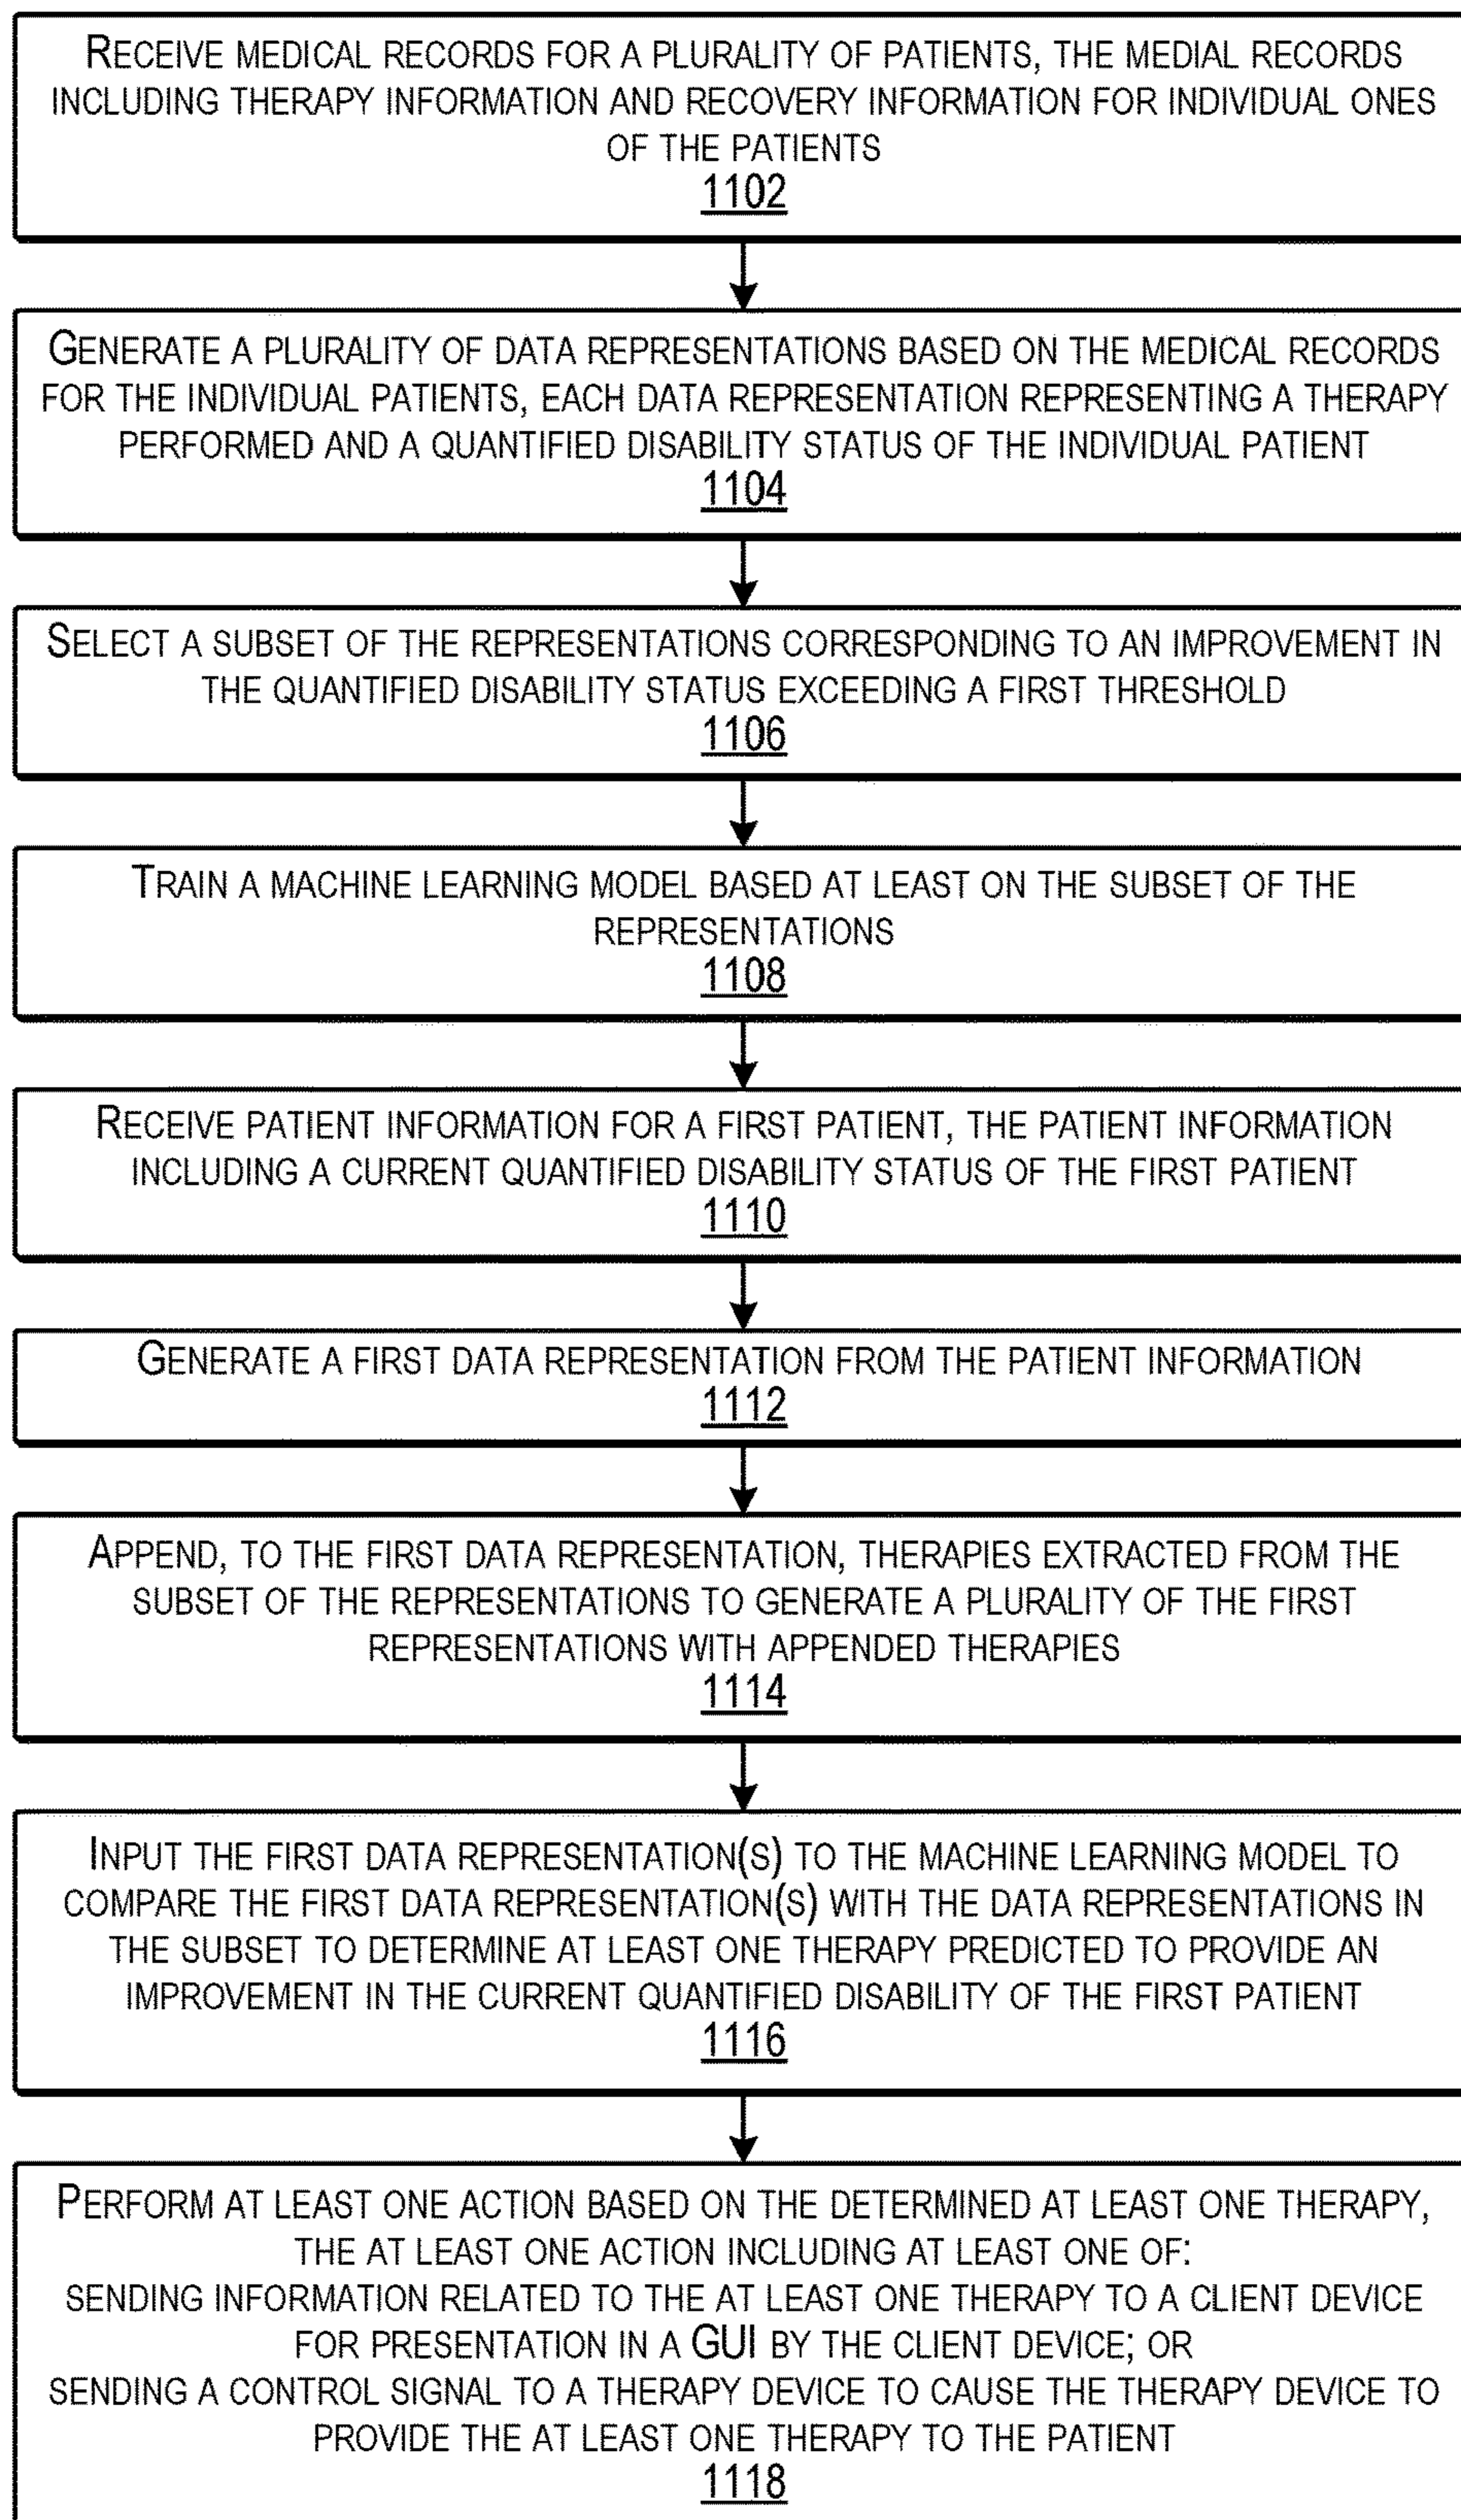 RECEIVE MEDICAL RECORDS FOR A PLURALITY OF PATIENTS, THE MEDIAL RECORDS
INCLUDING THERAPY INFORMATION AND RECOVERY INFORMATION FOR INDIVIDUAL ONES
OF THE PATIENTS
1102
GENERATE A PLURALITY OF DATA REPRESENTATIONS BASED ON THE MEDICAL RECORDS
FOR THE INDIVIDUAL PATIENTS, EACH DATA REPRESENTATION REPRESENTING A THERAPY
PERFORMED AND A QUANTIFIED DISABILITY STATUS OF THE INDIVIDUAL PATIENT
1104
SELECT A SUBSET OF THE REPRESENTATIONS CORRESPONDING TO AN IMPROVEMENT IN
THE QUANTIFIED DISABILITY STATUS EXCEEDING A FIRST THRESHOLD
1106
TRAIN A MACHINE LEARNING MODEL BASED AT LEAST ON THE SUBSET OF THE
REPRESENTATIONS
1108
RECEIVE PATIENT INFORMATION FOR A FIRST PATIENT, THE PATIENT INFORMATION
INCLUDING A CURRENT QUANTIFIED DISABILITY STATUS OF THE FIRST PATIENT
1110
GENERATE A FIRST DATA REPRESENTATION FROM THE PATIENT INFORMATION
1112
APPEND, TO THE FIRST DATA REPRESENTATION, THERAPIES EXTRACTED FROM THE
SUBSET OF THE REPRESENTATIONS TO GENERATE A PLURALITY OF THE FIRST
REPRESENTATIONS WITH APPENDED THERAPIES
1114
INPUT THE FIRST DATA REPRESENTATION(S) TO THE MACHINE LEARNING MODEL TO
COMPARE THE FIRST DATA REPRESENTATION(S) WITH THE DATA REPRESENTATIONS IN
THE SUBSET TO DETERMINE AT LEAST ONE THERAPY PREDICTED TO PROVIDE AN
IMPROVEMENT IN THE CURRENT QUANTIFIED DISABILITY OF THE FIRST PATIENT
1116
PERFORM AT LEAST ONE ACTION BASED ON THE DETERMINED AT LEAST ONE THERAPY,
THE AT LEAST ONE ACTION INCLUDING AT LEAST ONE OF:
SENDING INFORMATION RELATED TO THE AT LEAST ONE THERAPY TO A CLIENT DEVICE
FOR PRESENTATION IN A GUI BY THE CLIENT DEVICE; OR
SENDING A CONTROL SIGNAL TO A THERAPY DEVICE TO CAUSE THE THERAPY DEVICE TO
PROVIDE THE AT LEAST ONE THERAPY TO THE PATIENT
1118